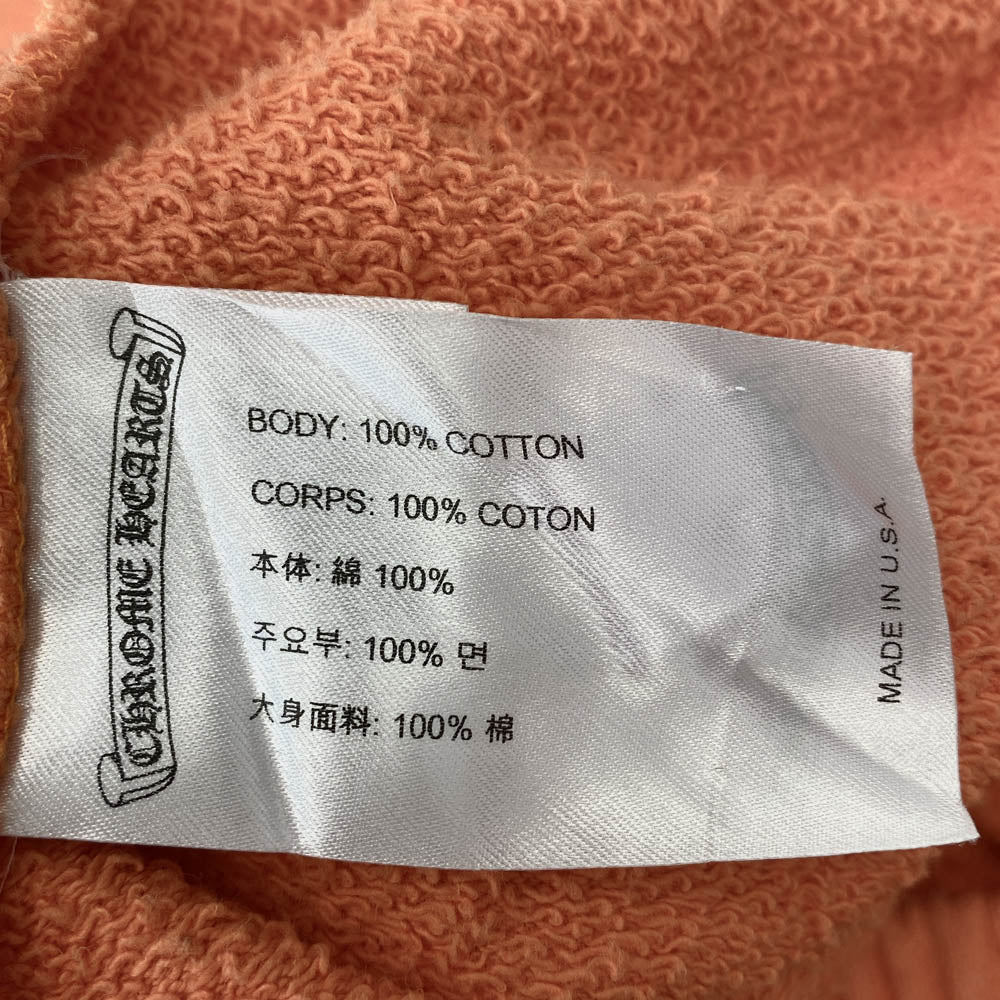 CHROME HEARTS
BODY: 100% COTTON
CORPS: 100% COTON
本体: 綿 100%
주요부: 100% 면
大身面料: 100% 棉
MADE IN U.S.A.